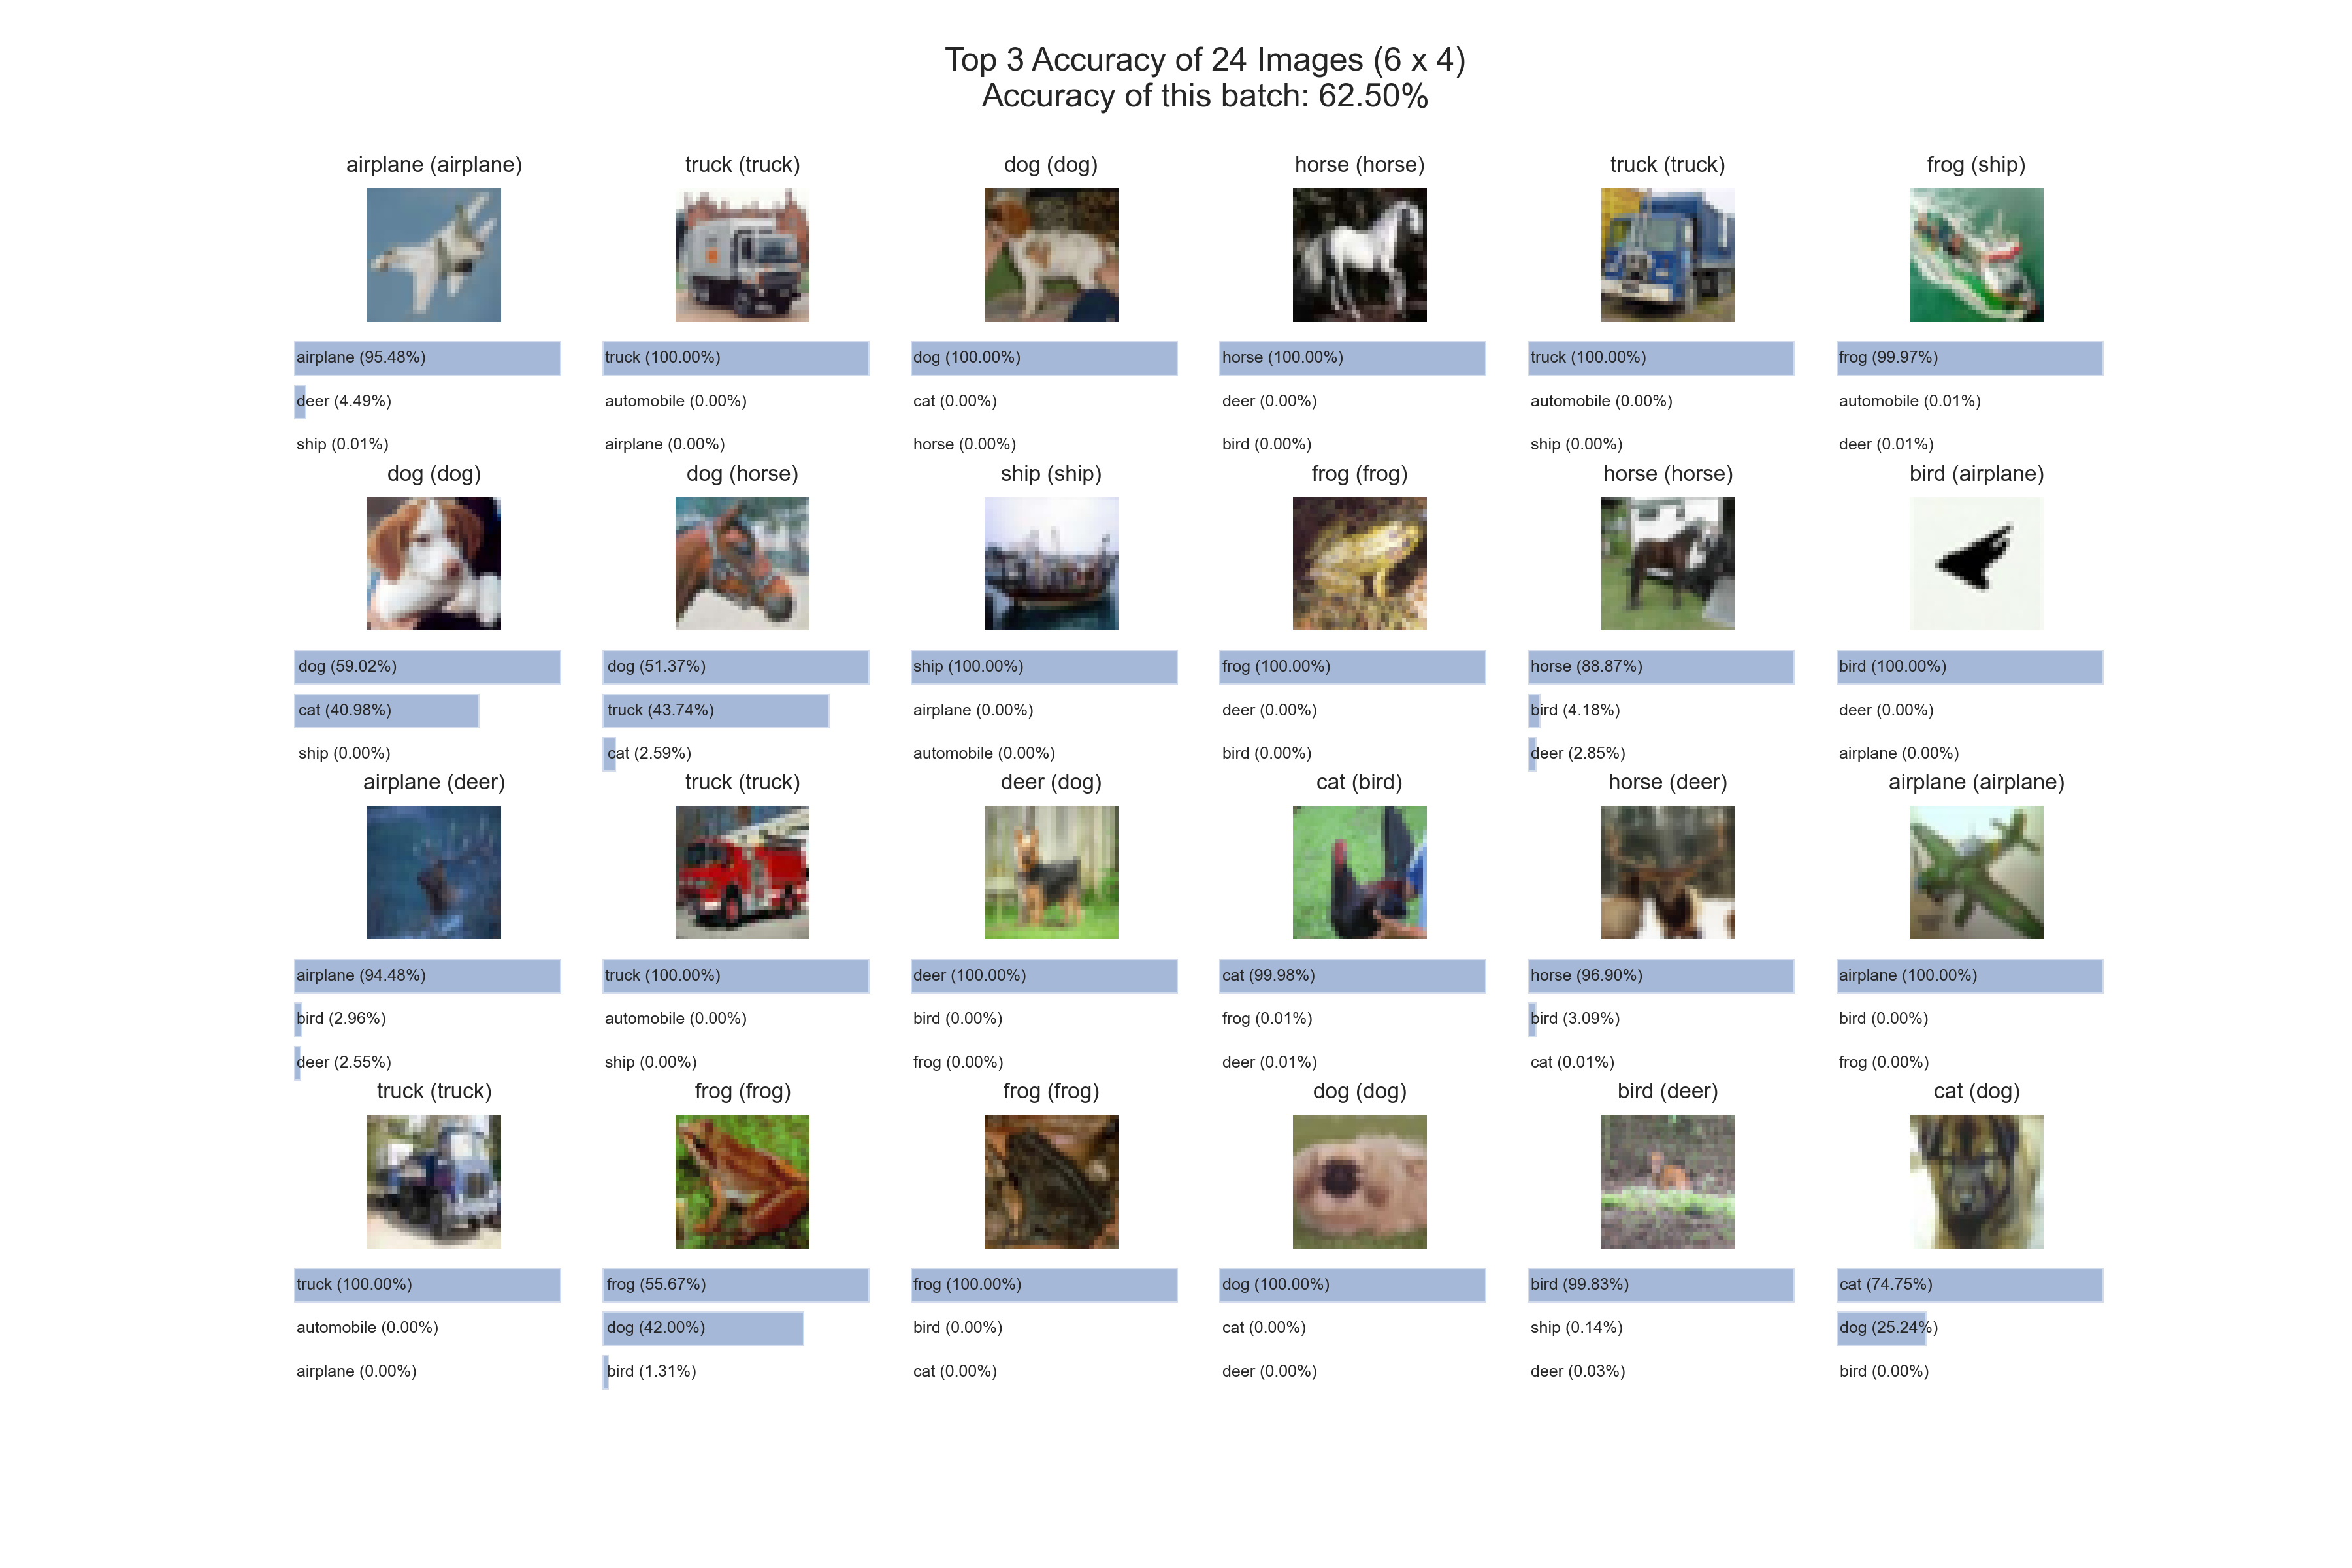 Top 3 Accuracy of 24 Images (6 x 4)
Accuracy of this batch: 62.50%
airplane (airplane)
airplane (95.48%)
deer (4.49%)
ship (0.01%)
truck (truck)
truck (100.00%)
automobile (0.00%)
airplane (0.00%)
dog (dog)
dog (100.00%)
cat (0.00%)
horse (0.00%)
horse (horse)
horse (100.00%)
deer (0.00%)
bird (0.00%)
truck (truck)
truck (100.00%)
automobile (0.00%)
ship (0.00%)
frog (ship)
frog (99.97%)
automobile (0.01%)
deer (0.01%)
dog (dog)
dog (59.02%)
cat (40.98%)
ship (0.00%)
dog (horse)
dog (51.37%)
truck (43.74%)
cat (2.59%)
ship (ship)
ship (100.00%)
airplane (0.00%)
automobile (0.00%)
frog (frog)
frog (100.00%)
deer (0.00%)
bird (0.00%)
horse (horse)
horse (88.87%)
bird (4.18%)
deer (2.85%)
bird (airplane)
bird (100.00%)
deer (0.00%)
airplane (0.00%)
airplane (deer)
airplane (94.48%)
bird (2.96%)
deer (2.55%)
truck (truck)
truck (100.00%)
automobile (0.00%)
ship (0.00%)
deer (dog)
deer (100.00%)
bird (0.00%)
frog (0.00%)
cat (bird)
cat (99.98%)
frog (0.01%)
deer (0.01%)
horse (deer)
horse (96.90%)
bird (3.09%)
cat (0.01%)
airplane (airplane)
airplane (100.00%)
bird (0.00%)
frog (0.00%)
truck (truck)
truck (100.00%)
automobile (0.00%)
airplane (0.00%)
frog (frog)
frog (55.67%)
dog (42.00%)
bird (1.31%)
frog (frog)
frog (100.00%)
bird (0.00%)
cat (0.00%)
dog (dog)
dog (100.00%)
cat (0.00%)
deer (0.00%)
bird (deer)
bird (99.83%)
ship (0.14%)
deer (0.03%)
cat (dog)
cat (74.75%)
dog (25.24%)
bird (0.00%)